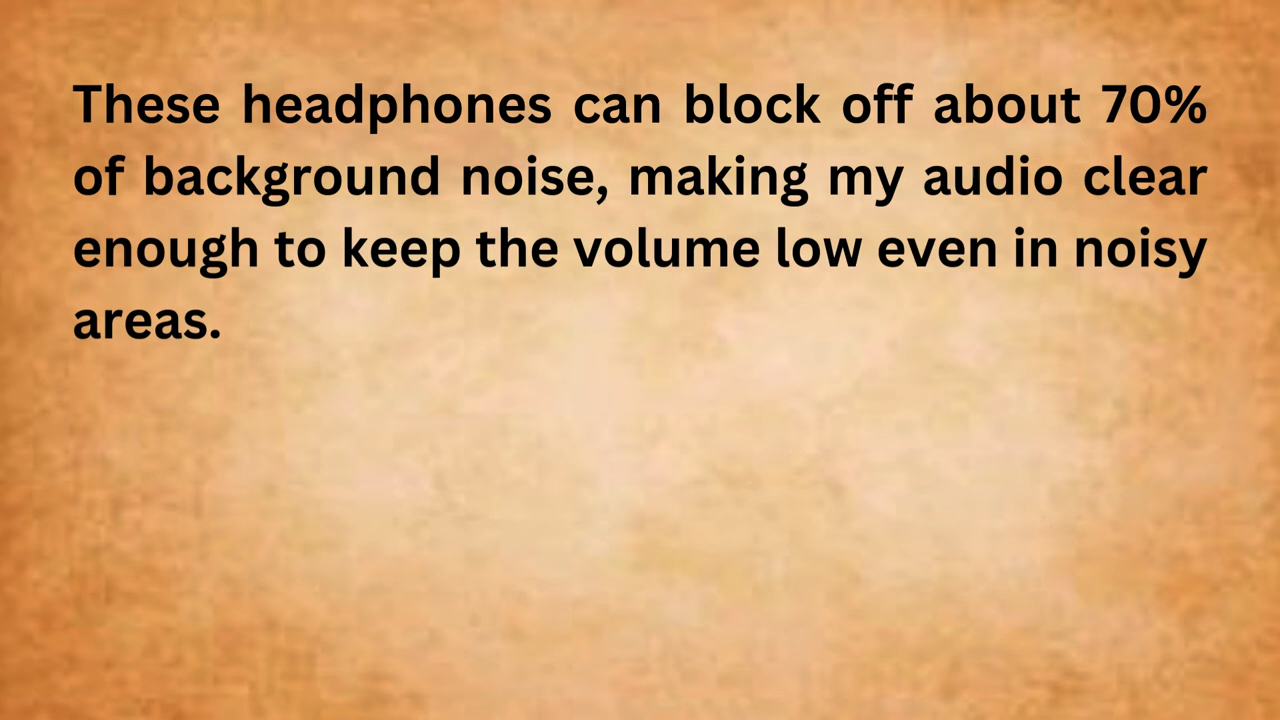 These headphones can block off about 70%
of background noise, making my audio clear
enough to keep the volume low even in noisy
areas.